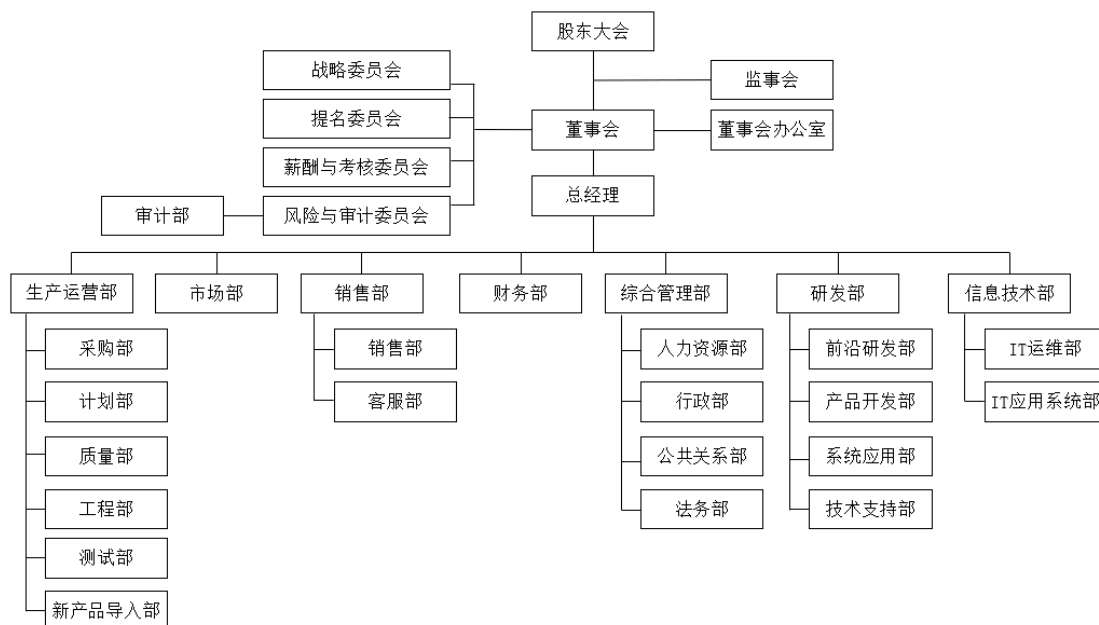 股东大会
战略委员会
监事会
提名委员会
董事会
董事会办公室
薪酬与考核委员会
总经理
审计部
风险与审计委员会
生产运营部
市场部
销售部
财务部
综合管理部
研发部
信息技术部
采购部
销售部
人力资源部
前沿研发部
IT运维部
计划部
客服部
行政部
产品开发部
IT应用系统部
质量部
公共关系部
系统应用部
工程部
法务部
技术支持部
测试部
新产品导入部